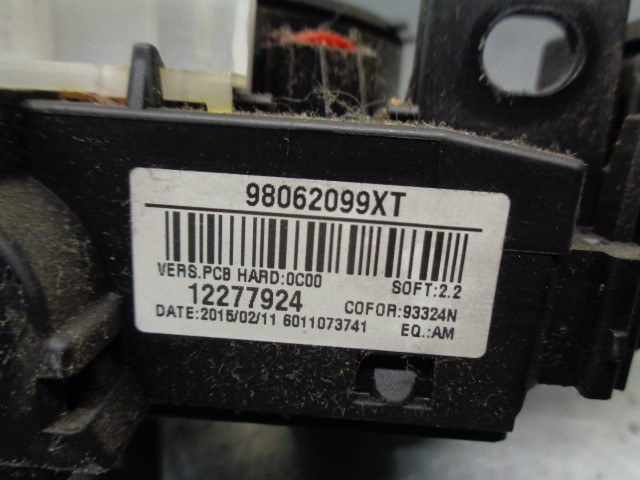 98062099XT
VERS.PCB HARD:0C00 SOFT:2.2
12277924 COFOR:93324N
DATE:2015/02/11 6011073741 EQ.:AM